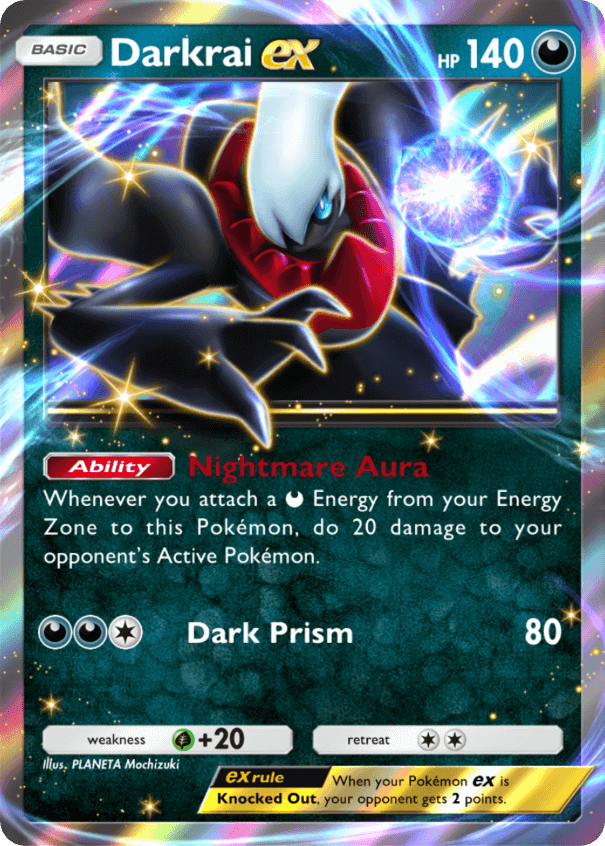 BASIC Darkrai ex HP 140
Ability Nightmare Aura
Whenever you attach a Energy from your Energy
Zone to this Pokémon, do 20 damage to your
opponent's Active Pokémon.
Dark Prism 80
weakness +20 retreat
Illus. PLANETA Mochizuki
ex rule When your Pokémon ex is
Knocked Out, your opponent gets 2 points.